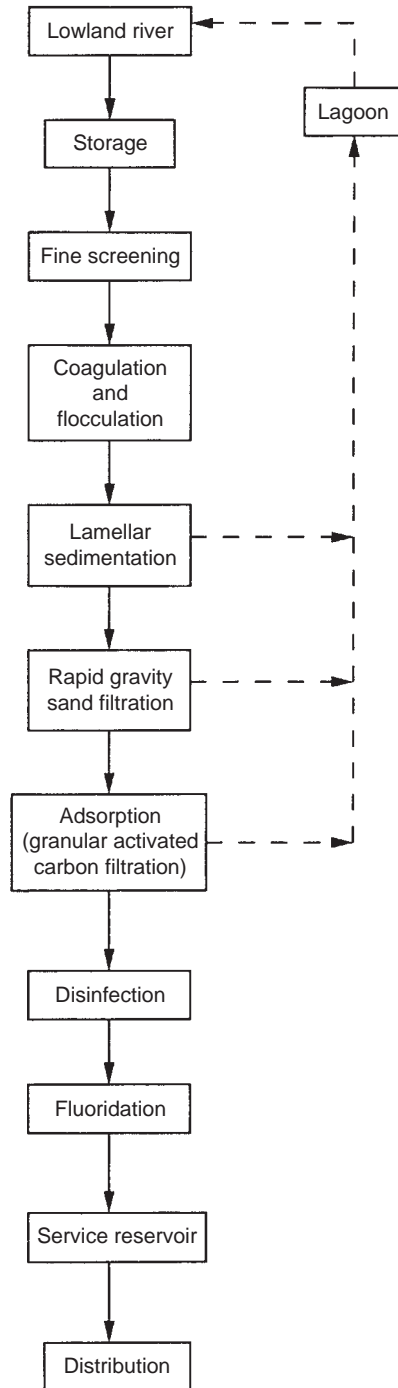 Lowland river
Lagoon
Storage
Fine screening
Coagulation
and
flocculation
Lamellar
sedimentation
Rapid gravity
sand filtration
Adsorption
(granular activated
carbon filtration)
Disinfection
Fluoridation
Service reservoir
Distribution